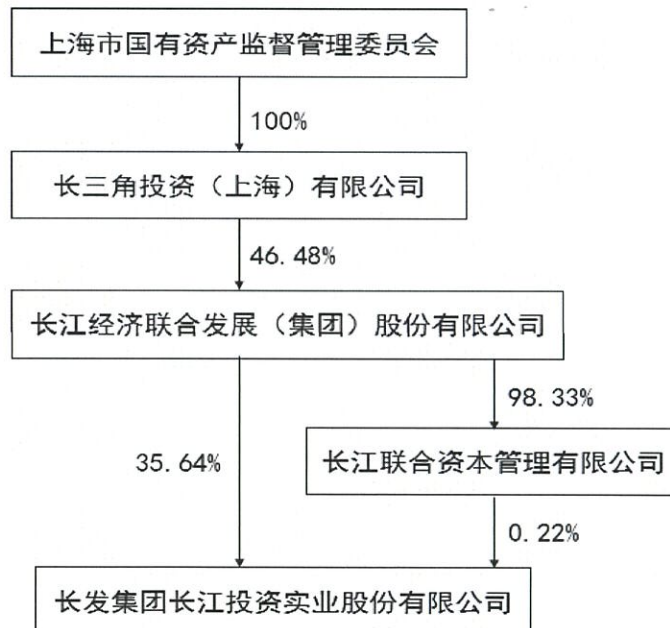 上海市国有资产监督管理委员会
100%
长三角投资（上海）有限公司
46.48%
长江经济联合发展（集团）股份有限公司
98.33%
35.64%
长江联合资本管理有限公司
0.22%
长发集团长江投资实业股份有限公司